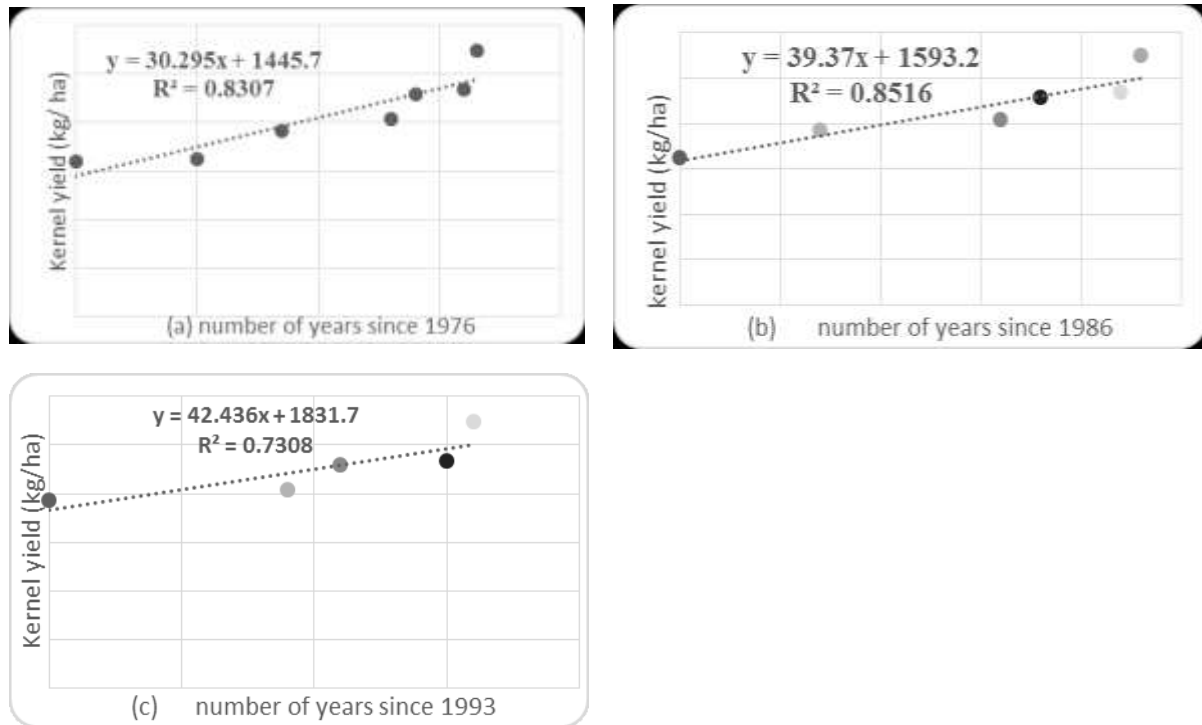 y = 30.295x + 1445.7
R² = 0.8307
Kernel yield (kg/ ha)
(a) number of years since 1976
y = 39.37x + 1593.2
R² = 0.8516
kernel yield (kg/ha)
(b) number of years since 1986
y = 42.436x + 1831.7
R² = 0.7308
Kernel yield (kg/ha)
(c) number of years since 1993